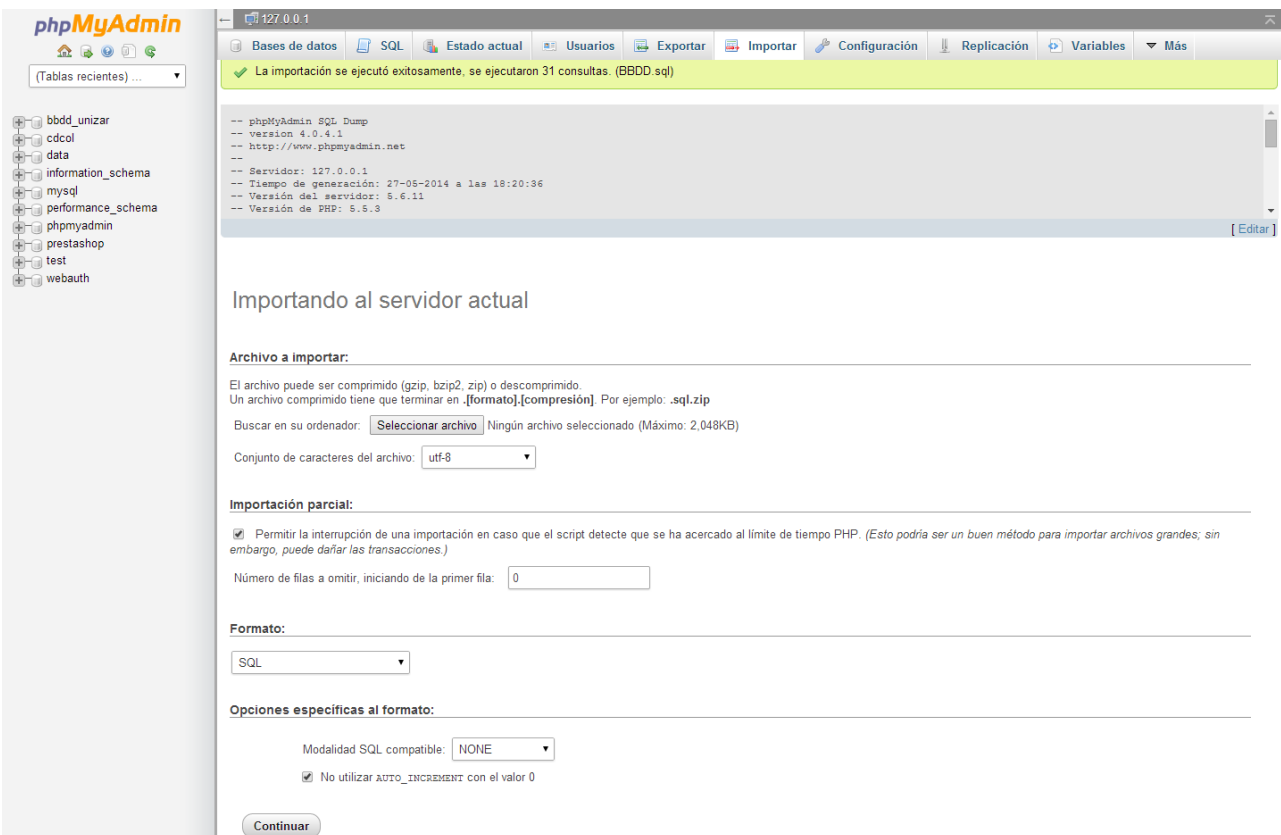 phpMyAdmin
(Tablas recientes) ...
bbdd_unizar
cdcol
data
information_schema
mysql
performance_schema
phpmyadmin
prestashop
test
webauth
127.0.0.1
Bases de datos SQL Estado actual Usuarios Exportar Importar Configuración Replicación Variables Más
La importación se ejecutó exitosamente, se ejecutaron 31 consultas. (BBDD.sql)
-- phpMyAdmin SQL Dump
-- version 4.0.4.1
-- http://www.phpmyadmin.net
--
-- Servidor: 127.0.0.1
-- Tiempo de generación: 27-05-2014 a las 18:20:36
-- Versión del servidor: 5.6.11
-- Versión de PHP: 5.5.3
[ Editar ]
Importando al servidor actual
Archivo a importar:
El archivo puede ser comprimido (gzip, bzip2, zip) o descomprimido.
Un archivo comprimido tiene que terminar en .[formato].[compresión]. Por ejemplo: .sql.zip
Buscar en su ordenador: Seleccionar archivo Ningún archivo seleccionado (Máximo: 2,048KB)
Conjunto de caracteres del archivo: utf-8
Importación parcial:
Permitir la interrupción de una importación en caso que el script detecte que se ha acercado al límite de tiempo PHP. (Esto podría ser un buen método para importar archivos grandes; sin
embargo, puede dañar las transacciones.)
Número de filas a omitir, iniciando de la primer fila: 0
Formato:
SQL
Opciones específicas al formato:
Modalidad SQL compatible: NONE
No utilizar AUTO_INCREMENT con el valor 0
Continuar